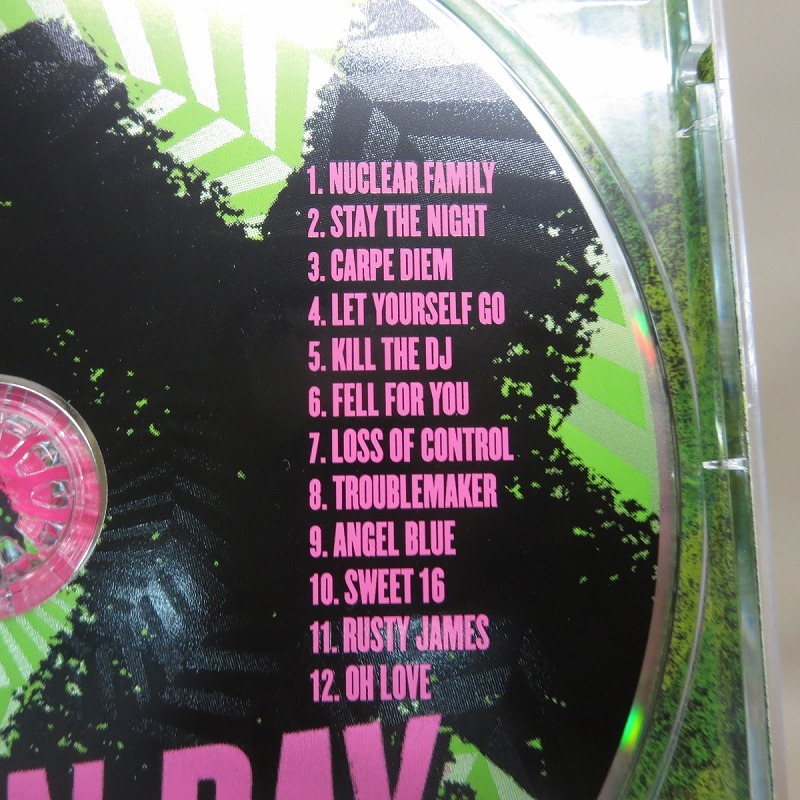 1. NUCLEAR FAMILY
2. STAY THE NIGHT
3. CARPE DIEM
4. LET YOURSELF GO
5. KILL THE DJ
6. FELL FOR YOU
7. LOSS OF CONTROL
8. TROUBLEMAKER
9. ANGEL BLUE
10. SWEET 16
11. RUSTY JAMES
12. OH LOVE
N DAY